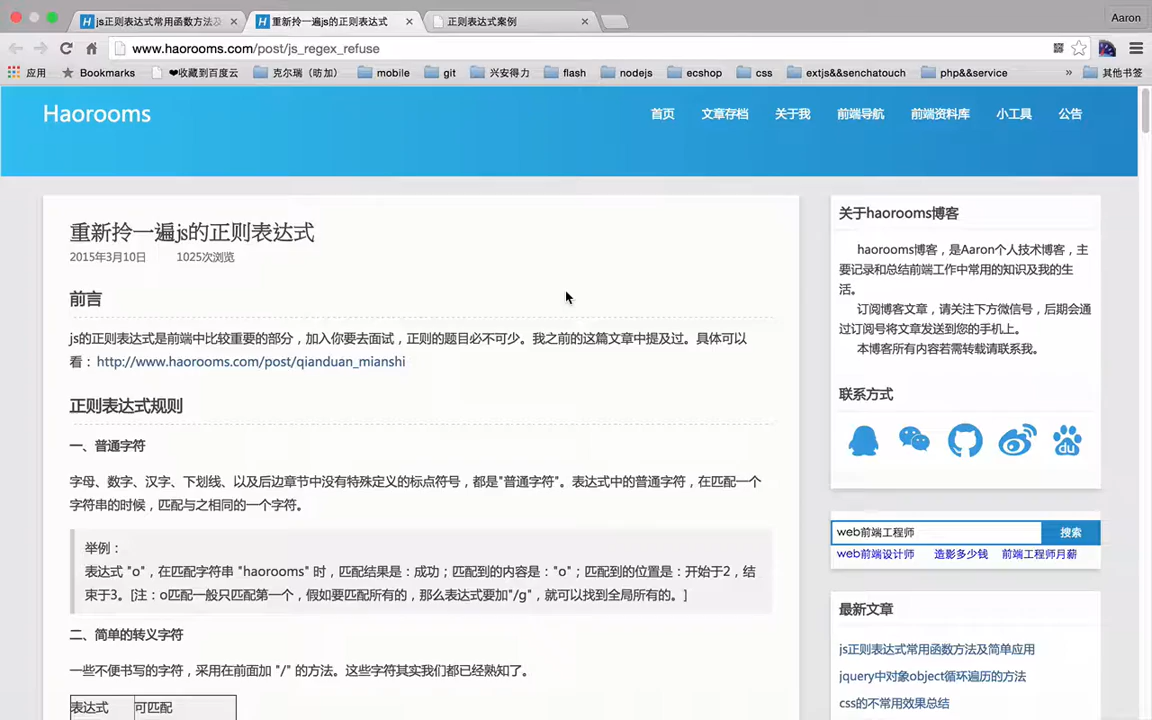 js正则表达式常用函数方法及
重新拎一遍js的正则表达式
正则表达式案例
Aaron
www.haorooms.com/post/js_regex_refuse
应用
Bookmarks
❤收藏到百度云
克尔瑞（昉加）
mobile
git
兴安得力
flash
nodejs
ecshop
css
extjs&&senchatouch
php&&service
»
其他书签
Haorooms
首页
文章存档
关于我
前端导航
前端资料库
小工具
公告
重新拎一遍js的正则表达式
2015年3月10日 1025次浏览
前言
js的正则表达式是前端中比较重要的部分，加入你要去面试，正则的题目必不可少。我之前的这篇文章中提及过。具体可以
看：http://www.haorooms.com/post/qianduan_mianshi
正则表达式规则
一、普通字符
字母、数字、汉字、下划线、以及后边章节中没有特殊定义的标点符号，都是"普通字符"。表达式中的普通字符，在匹配一个
字符串的时候，匹配与之相同的一个字符。
举例：
表达式 "o"，在匹配字符串 "haorooms" 时，匹配结果是：成功；匹配到的内容是："o"；匹配到的位置是：开始于2，结
束于3。[注：o匹配一般只匹配第一个，假如要匹配所有的，那么表达式要加"/g"，就可以找到全局所有的。]
二、简单的转义字符
一些不便书写的字符，采用在前面加 "/" 的方法。这些字符其实我们都已经熟知了。
表达式 可匹配
关于haorooms博客
haorooms博客，是Aaron个人技术博客，主
要记录和总结前端工作中常用的知识及我的生
活。
订阅博客文章，请关注下方微信号，后期会通
过订阅号将文章发送到您的手机上。
本博客所有内容若需转载请联系我。
联系方式
du
web前端工程师
搜索
web前端设计师 造影多少钱 前端工程师月薪
最新文章
js正则表达式常用函数方法及简单应用
jquery中对象object循环遍历的方法
css的不常用效果总结